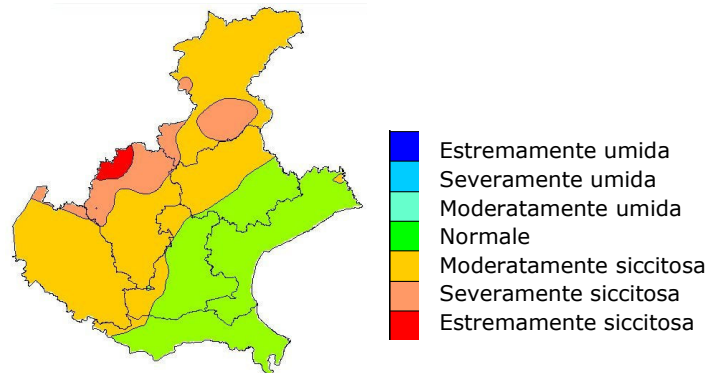 Estremamente umida
Severamente umida
Moderatamente umida
Normale
Moderatamente siccitosa
Severamente siccitosa
Estremamente siccitosa